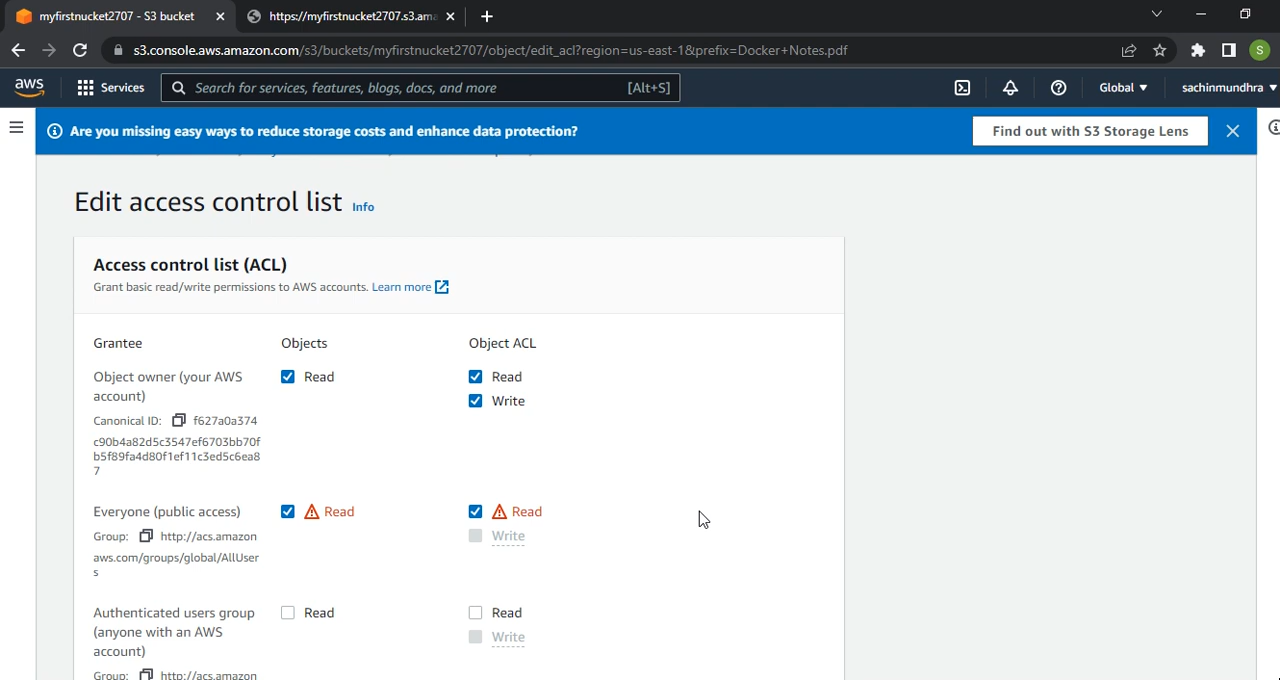 myfirstnucket2707 - S3 bucket
https://myfirstnucket2707.s3.ama
s3.console.aws.amazon.com/s3/buckets/myfirstnucket2707/object/edit_acl?region=us-east-1&prefix=Docker+Notes.pdf
S
aws Services Search for services, features, blogs, docs, and more [Alt+S] Global sachinmundhra
Are you missing easy ways to reduce storage costs and enhance data protection? Find out with S3 Storage Lens
Edit access control list Info
Access control list (ACL)
Grant basic read/write permissions to AWS accounts. Learn more
Grantee Objects Object ACL
Object owner (your AWS account) Read Read
Write
Canonical ID: f627a0a374
c90b4a82d5c3547ef6703bb70f
b5f89fa4d80f1ef11c3ed5c6ea8
7
Everyone (public access) Read Read
Group: http://acs.amazon Write
aws.com/groups/global/AllUser
s
Authenticated users group Read Read
(anyone with an AWS Write
account)
Group: http://acs.amazon